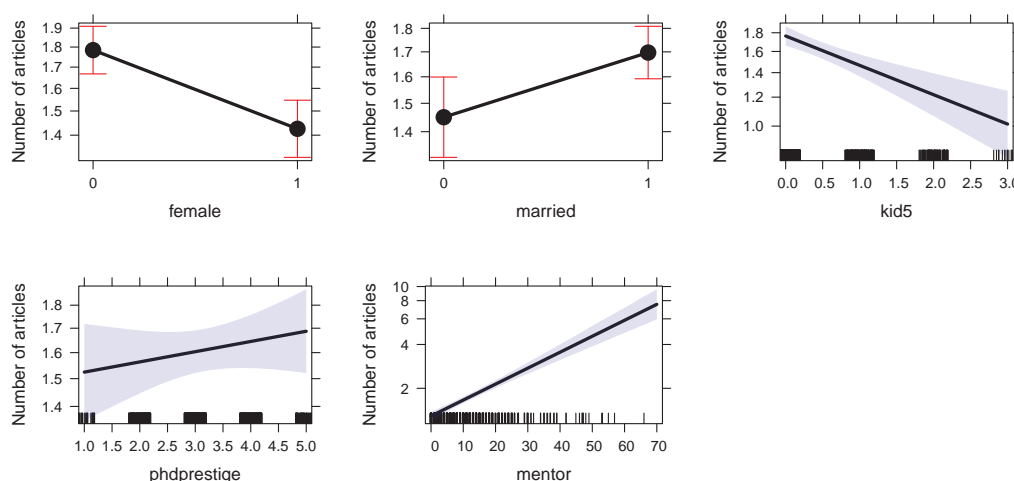 Number of articles
1.9
1.8
1.7
1.6
1.5
1.4
0 1
female
Number of articles
1.8
1.7
1.6
1.5
1.4
0 1
married
Number of articles
1.8
1.6
1.4
1.2
1.0
0.0 0.5 1.0 1.5 2.0 2.5 3.0
kid5
Number of articles
1.8
1.7
1.6
1.5
1.4
1.0 1.5 2.0 2.5 3.0 3.5 4.0 4.5 5.0
phdprestige
Number of articles
10
8
6
4
2
0 10 20 30 40 50 60 70
mentor